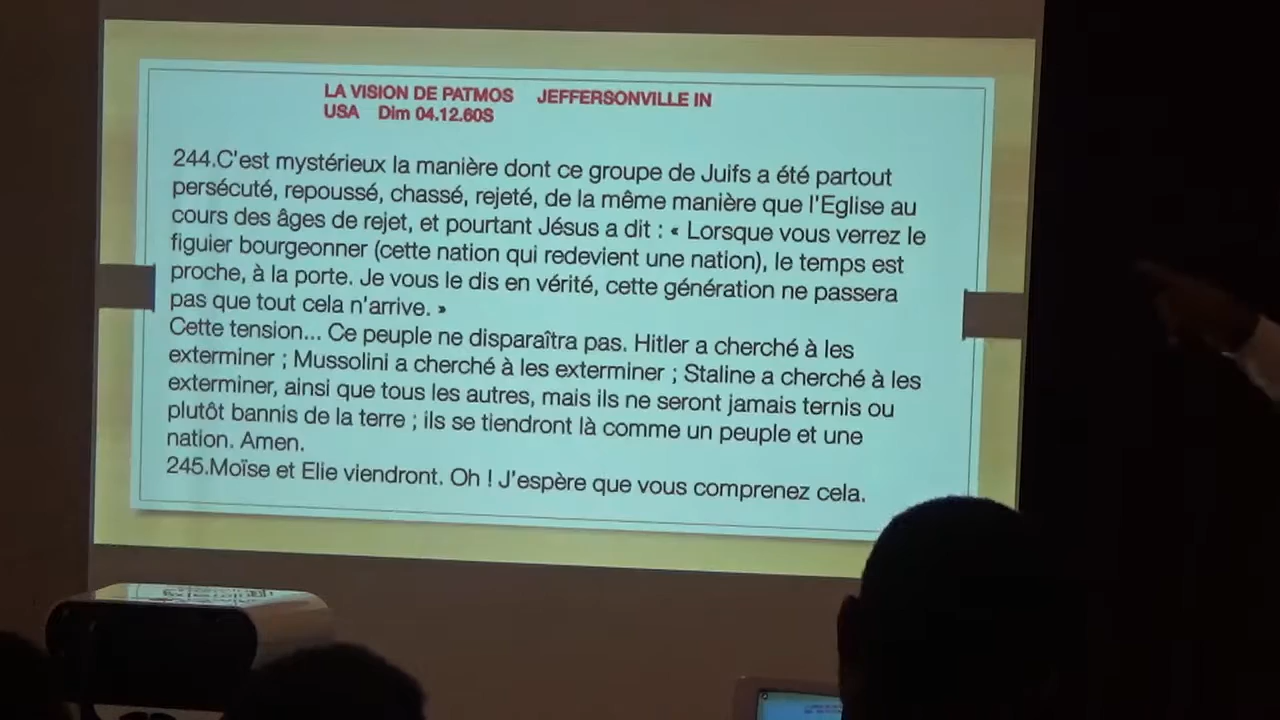 LA VISION DE PATMOS JEFFERSONVILLE IN
USA Dim 04.12.60S
244.C'est mystérieux la manière dont ce groupe de Juifs a été partout
persécuté, repoussé, chassé, rejeté, de la même manière que l'Eglise au
cours des âges de rejet, et pourtant Jésus a dit : « Lorsque vous verrez le
figuier bourgeonner (cette nation qui redevient une nation), le temps est
proche, à la porte. Je vous le dis en vérité, cette génération ne passera
pas que tout cela n'arrive. »
Cette tension... Ce peuple ne disparaîtra pas. Hitler a cherché à les
exterminer ; Mussolini a cherché à les exterminer ; Staline a cherché à les
exterminer, ainsi que tous les autres, mais ils ne seront jamais ternis ou
plutôt bannis de la terre ; ils se tiendront là comme un peuple et une
nation. Amen.
245.Moïse et Elie viendront. Oh ! J'espère que vous comprenez cela.